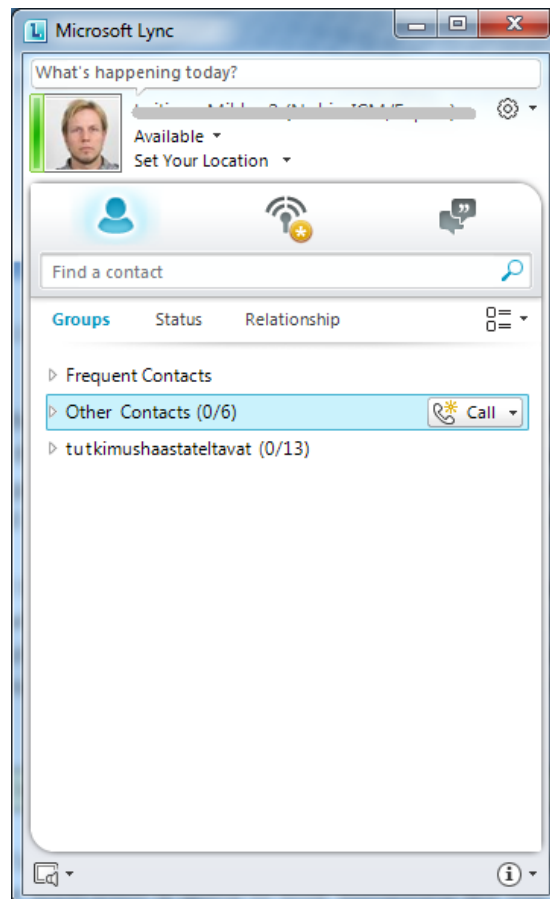 Microsoft Lync
What's happening today?
Available
Set Your Location
Find a contact
Groups Status Relationship
Frequent Contacts
Other Contacts (0/6) Call
tutkimushaastateltavat (0/13)